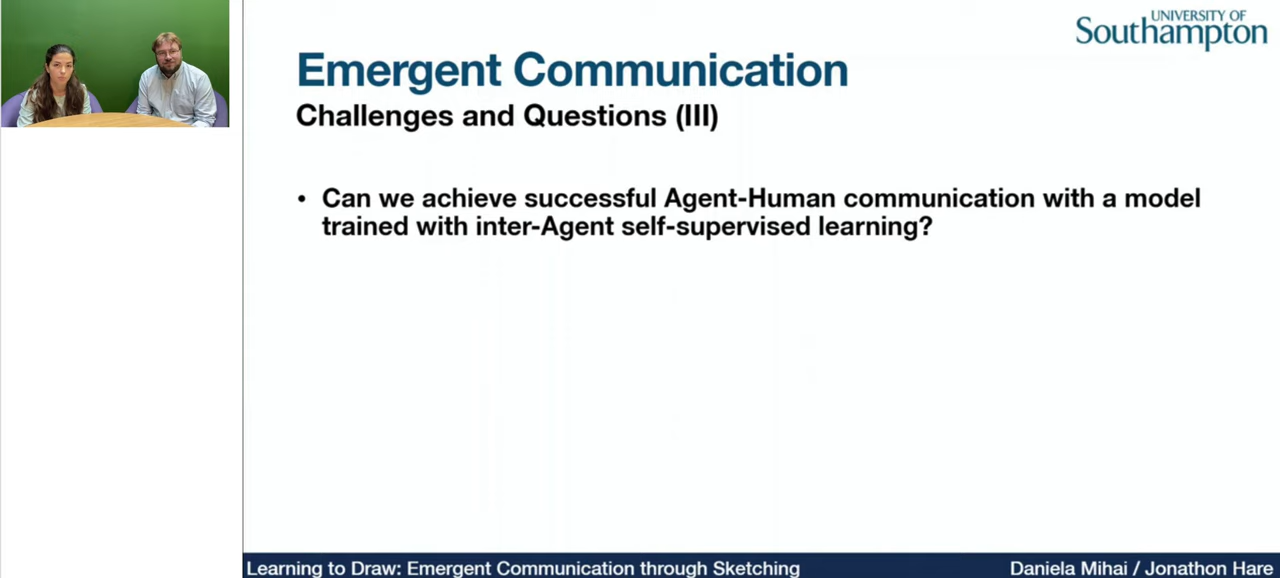 UNIVERSITY OF
Southampton
Emergent Communication
Challenges and Questions (III)
• Can we achieve successful Agent-Human communication with a model
trained with inter-Agent self-supervised learning?
Learning to Draw: Emergent Communication through Sketching
Daniela Mihai / Jonathon Hare